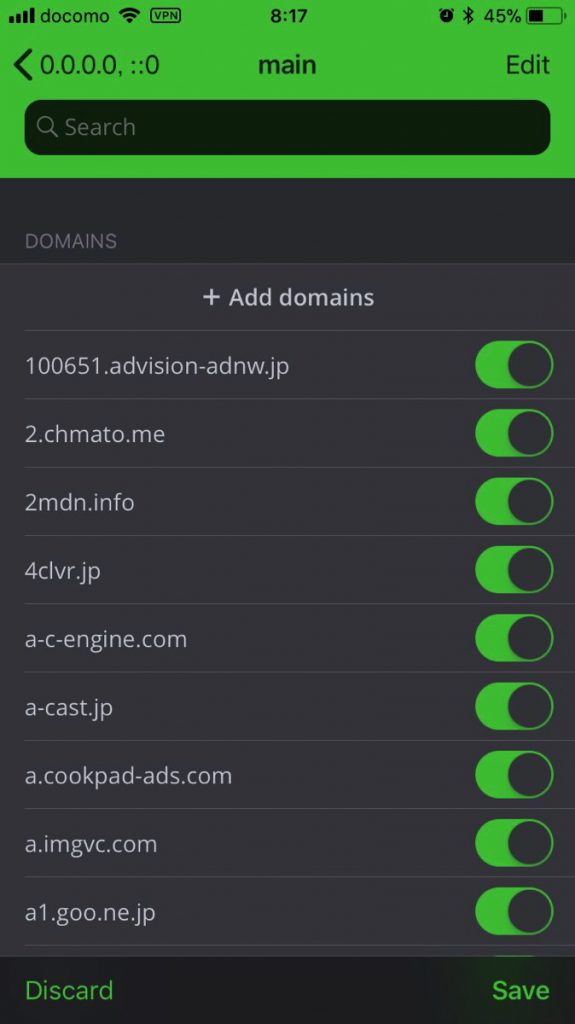 docomo VPN 8:17 45%
0.0.0.0, ::0 main Edit
Search
DOMAINS
+ Add domains
100651.advision-adnw.jp
2.chmato.me
2mdn.info
4clvr.jp
a-c-engine.com
a-cast.jp
a.cookpad-ads.com
a.imgvc.com
a1.goo.ne.jp
Discard Save